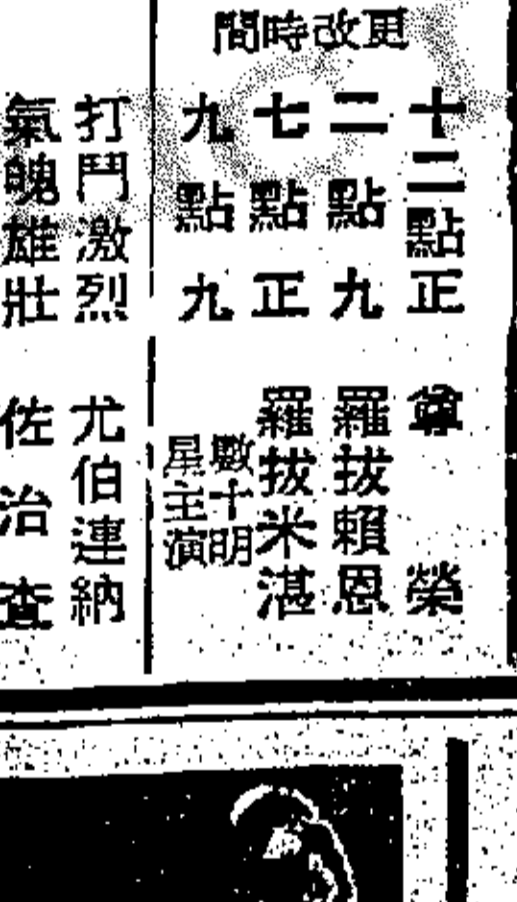 更改時間
十二點正
二點九
七點正
九點九
尊榮
羅拔賴恩
羅拔米湛
數十明
星主演
打鬥激烈
氣魄雄壯
尤伯連納
佐治查